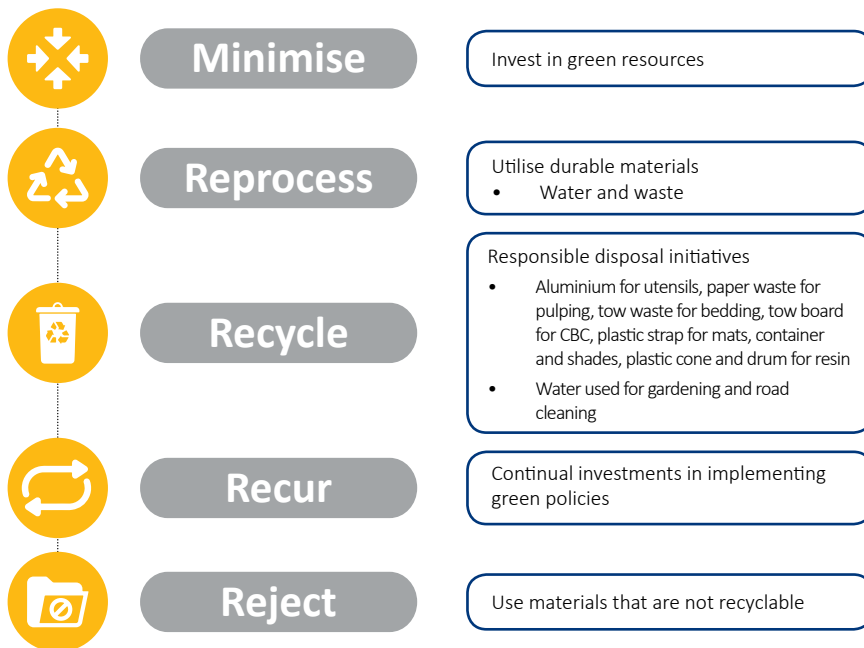 Minimise
Invest in green resources
Reprocess
Utilise durable materials
• Water and waste
Recycle
Responsible disposal initiatives
• Aluminium for utensils, paper waste for
pulping, tow waste for bedding, tow board
for CBC, plastic strap for mats, container
and shades, plastic cone and drum for resin
• Water used for gardening and road
cleaning
Recur
Continual investments in implementing
green policies
Reject
Use materials that are not recyclable